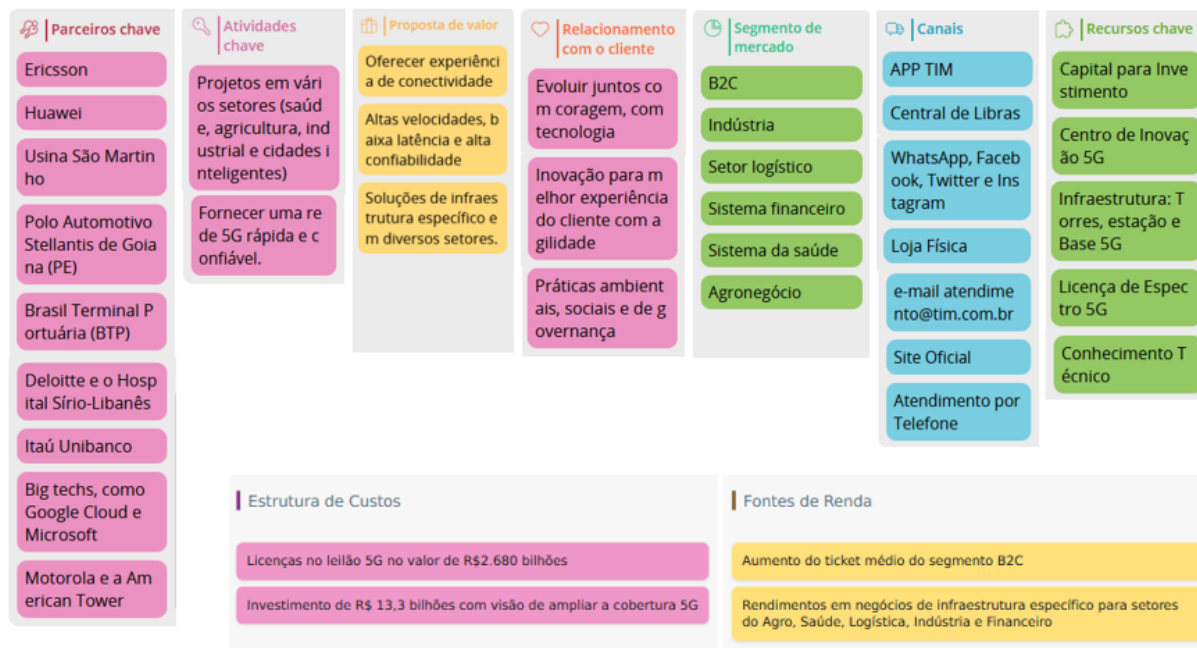 Parceiros chave
Ericsson
Huawei
Usina São Martin
ho
Polo Automotivo
Stellantis de Goia
na (PE)
Brasil Terminal P
ortuária (BTP)
Deloitte e o Hosp
ital Sírio-Libanês
Itaú Unibanco
Big techs, como
Google Cloud e
Microsoft
Motorola e a Am
erican Tower
Atividades
chave
Projetos em vári
os setores (saúd
e, agricultura, ind
ustrial e cidades i
nteligentes)
Fornecer uma re
de 5G rápida e c
onfiável.
Proposta de valor
Oferecer experiênci
a de conectividade
Altas velocidades, b
aixa latência e alta
confiabilidade
Soluções de infraes
trutura específico e
m diversos setores.
Relacionamento
com o cliente
Evoluir juntos co
m coragem, com
tecnologia
Inovação para m
elhor experiência
do cliente com a
gilidade
Práticas ambient
ais, sociais e de g
overnança
Segmento de
mercado
B2C
Indústria
Setor logístico
Sistema financeiro
Sistema da saúde
Agronegócio
Canais
APP TIM
Central de Libras
WhatsApp, Faceb
ook, Twitter e Ins
tagram
Loja Física
e-mail atendime
nto@tim.com.br
Site Oficial
Atendimento por
Telefone
Recursos chave
Capital para Inve
stimento
Centro de Inovaç
ão 5G
Infraestrutura: T
orres, estação e
Base 5G
Licença de Espec
tro 5G
Conhecimento T
écnico
Estrutura de Custos
Licenças no leilão 5G no valor de R$2.680 bilhões
Investimento de R$ 13,3 bilhões com visão de ampliar a cobertura 5G
Fontes de Renda
Aumento do ticket médio do segmento B2C
Rendimentos em negócios de infraestrutura específico para setores
do Agro, Saúde, Logística, Indústria e Financeiro